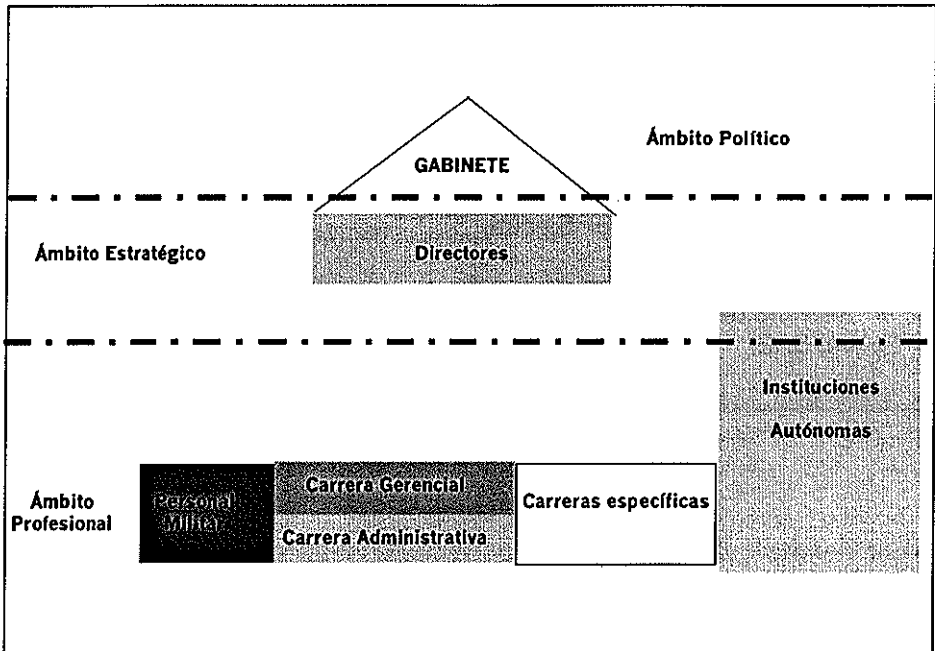 Ámbito Político
GABINETE
Ámbito Estratégico
Directores
Instituciones
Autónomas
Ámbito
Profesional
Personal
Militar
Carrera Gerencial
Carrera Administrativa
Carreras específicas